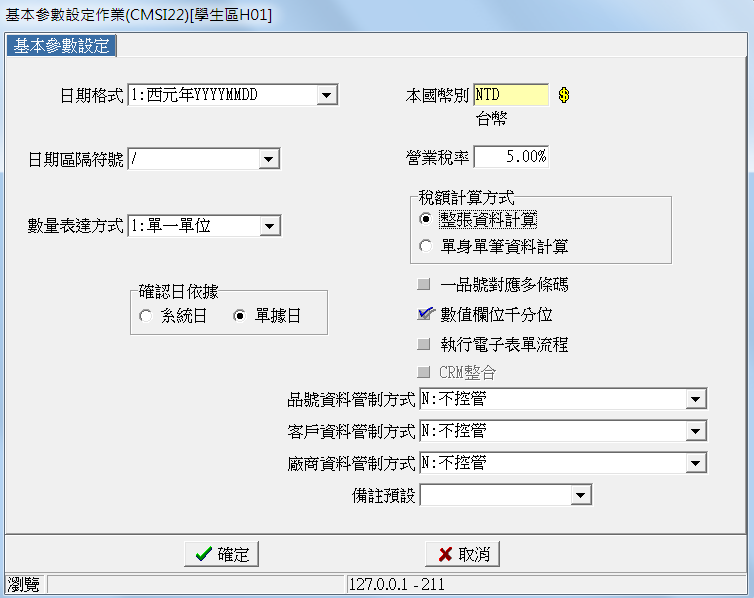 基本參數設定作業(CMSI22)[學生區H01]
基本參數設定
日期格式 1:西元年YYYYMMDD
本國幣別 NTD $
台幣
日期區隔符號 /
營業稅率 5.00%
數量表達方式 1:單一單位
稅額計算方式
整張資料計算
單身單筆資料計算
確認日依據
系統日 單據日
一品號對應多條碼
數值欄位千分位
執行電子表單流程
CRM整合
品號資料管制方式 N:不控管
客戶資料管制方式 N:不控管
廠商資料管制方式 N:不控管
備註預設
確定 取消
瀏覽 127.0.0.1 - 211